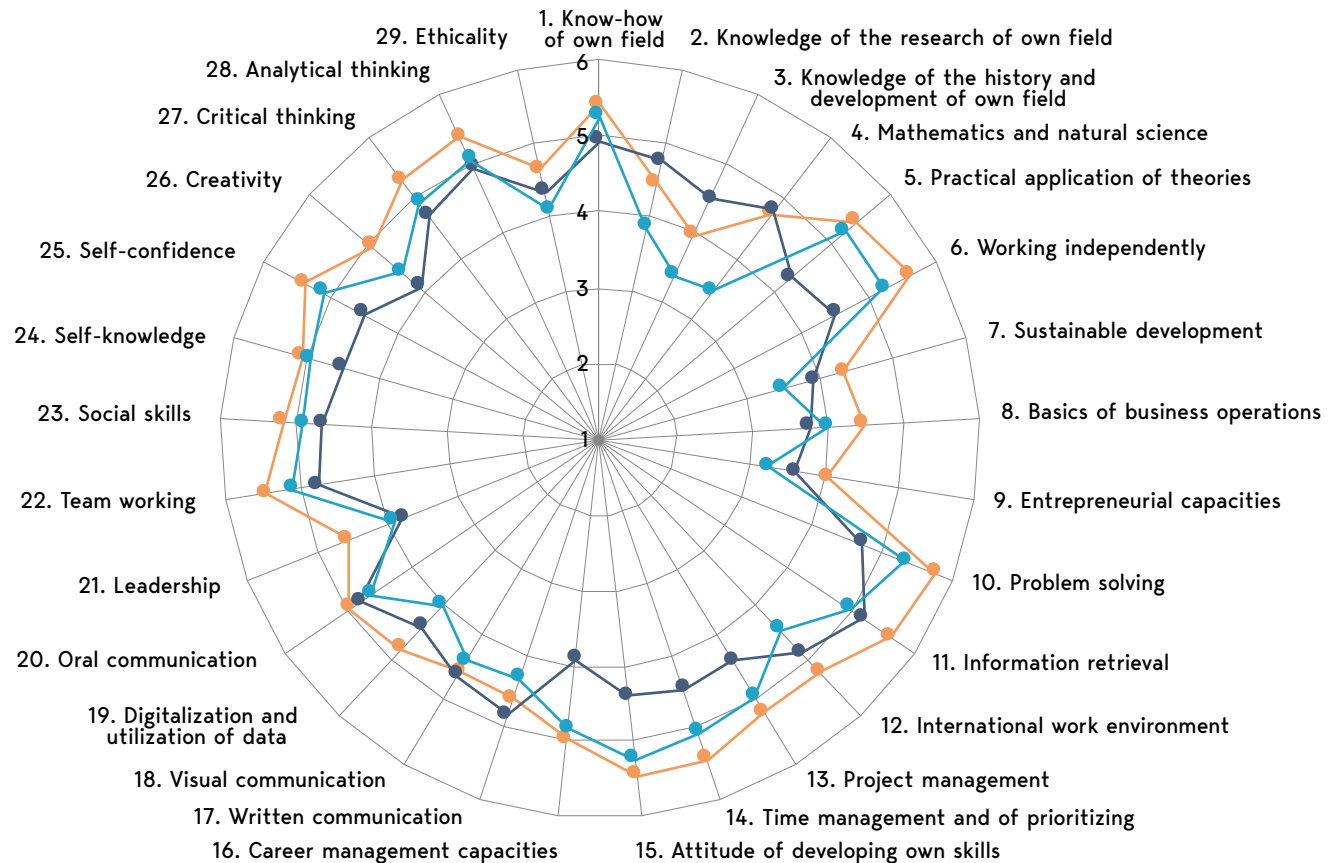 1. Know-how
of own field
2. Knowledge of the research of own field
3. Knowledge of the history and
development of own field
4. Mathematics and natural science
5. Practical application of theories
6. Working independently
7. Sustainable development
8. Basics of business operations
9. Entrepreneurial capacities
10. Problem solving
11. Information retrieval
12. International work environment
13. Project management
14. Time management and of prioritizing
15. Attitude of developing own skills
16. Career management capacities
17. Written communication
18. Visual communication
19. Digitalization and
utilization of data
20. Oral communication
21. Leadership
22. Team working
23. Social skills
24. Self-knowledge
25. Self-confidence
26. Creativity
27. Critical thinking
28. Analytical thinking
29. Ethicality
6
5
4
3
2
1